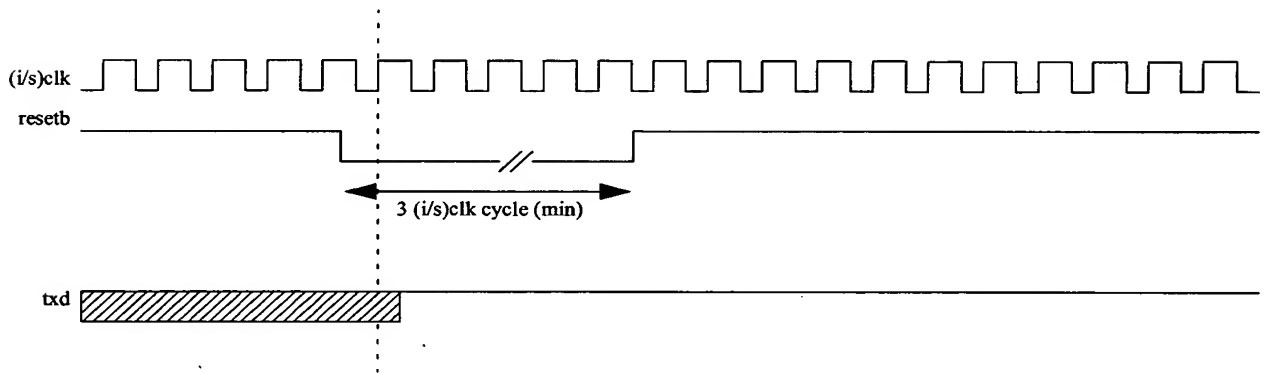 (i/s)clk
resetb
3 (i/s)clk cycle (min)
txd